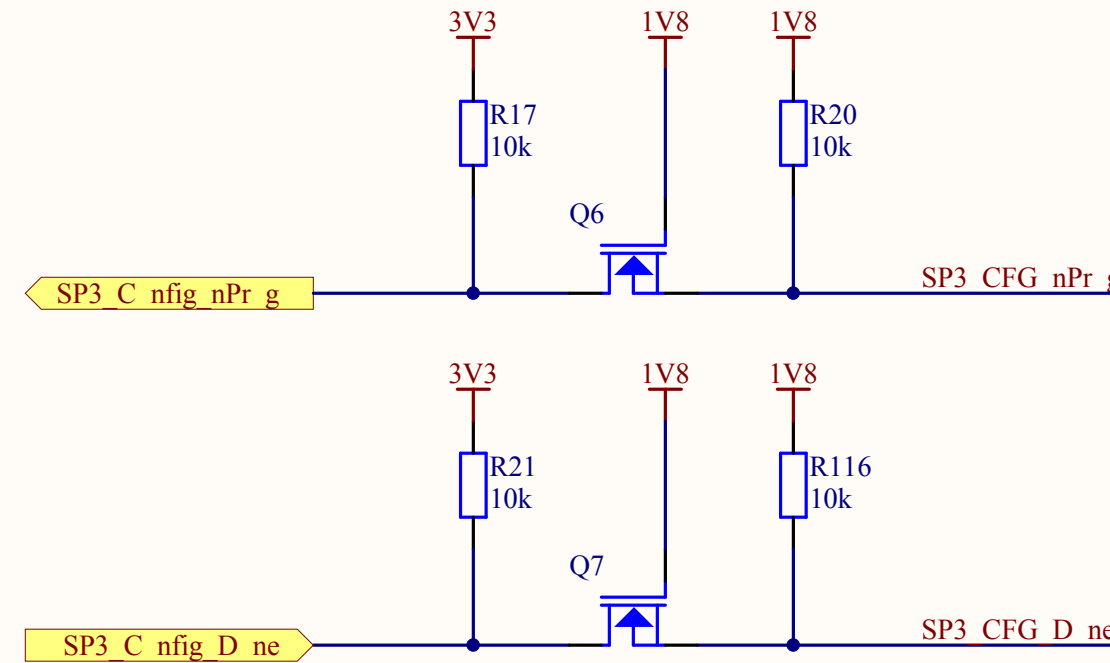 3V3 1V8 1V8
R17 R20
10k 10k
Q6
SP3_C nfig_nPr g SP3_CFG_nPr g
3V3 1V8 1V8
R21 R116
10k 10k
Q7
SP3_C nfig_D ne SP3_CFG_D ne